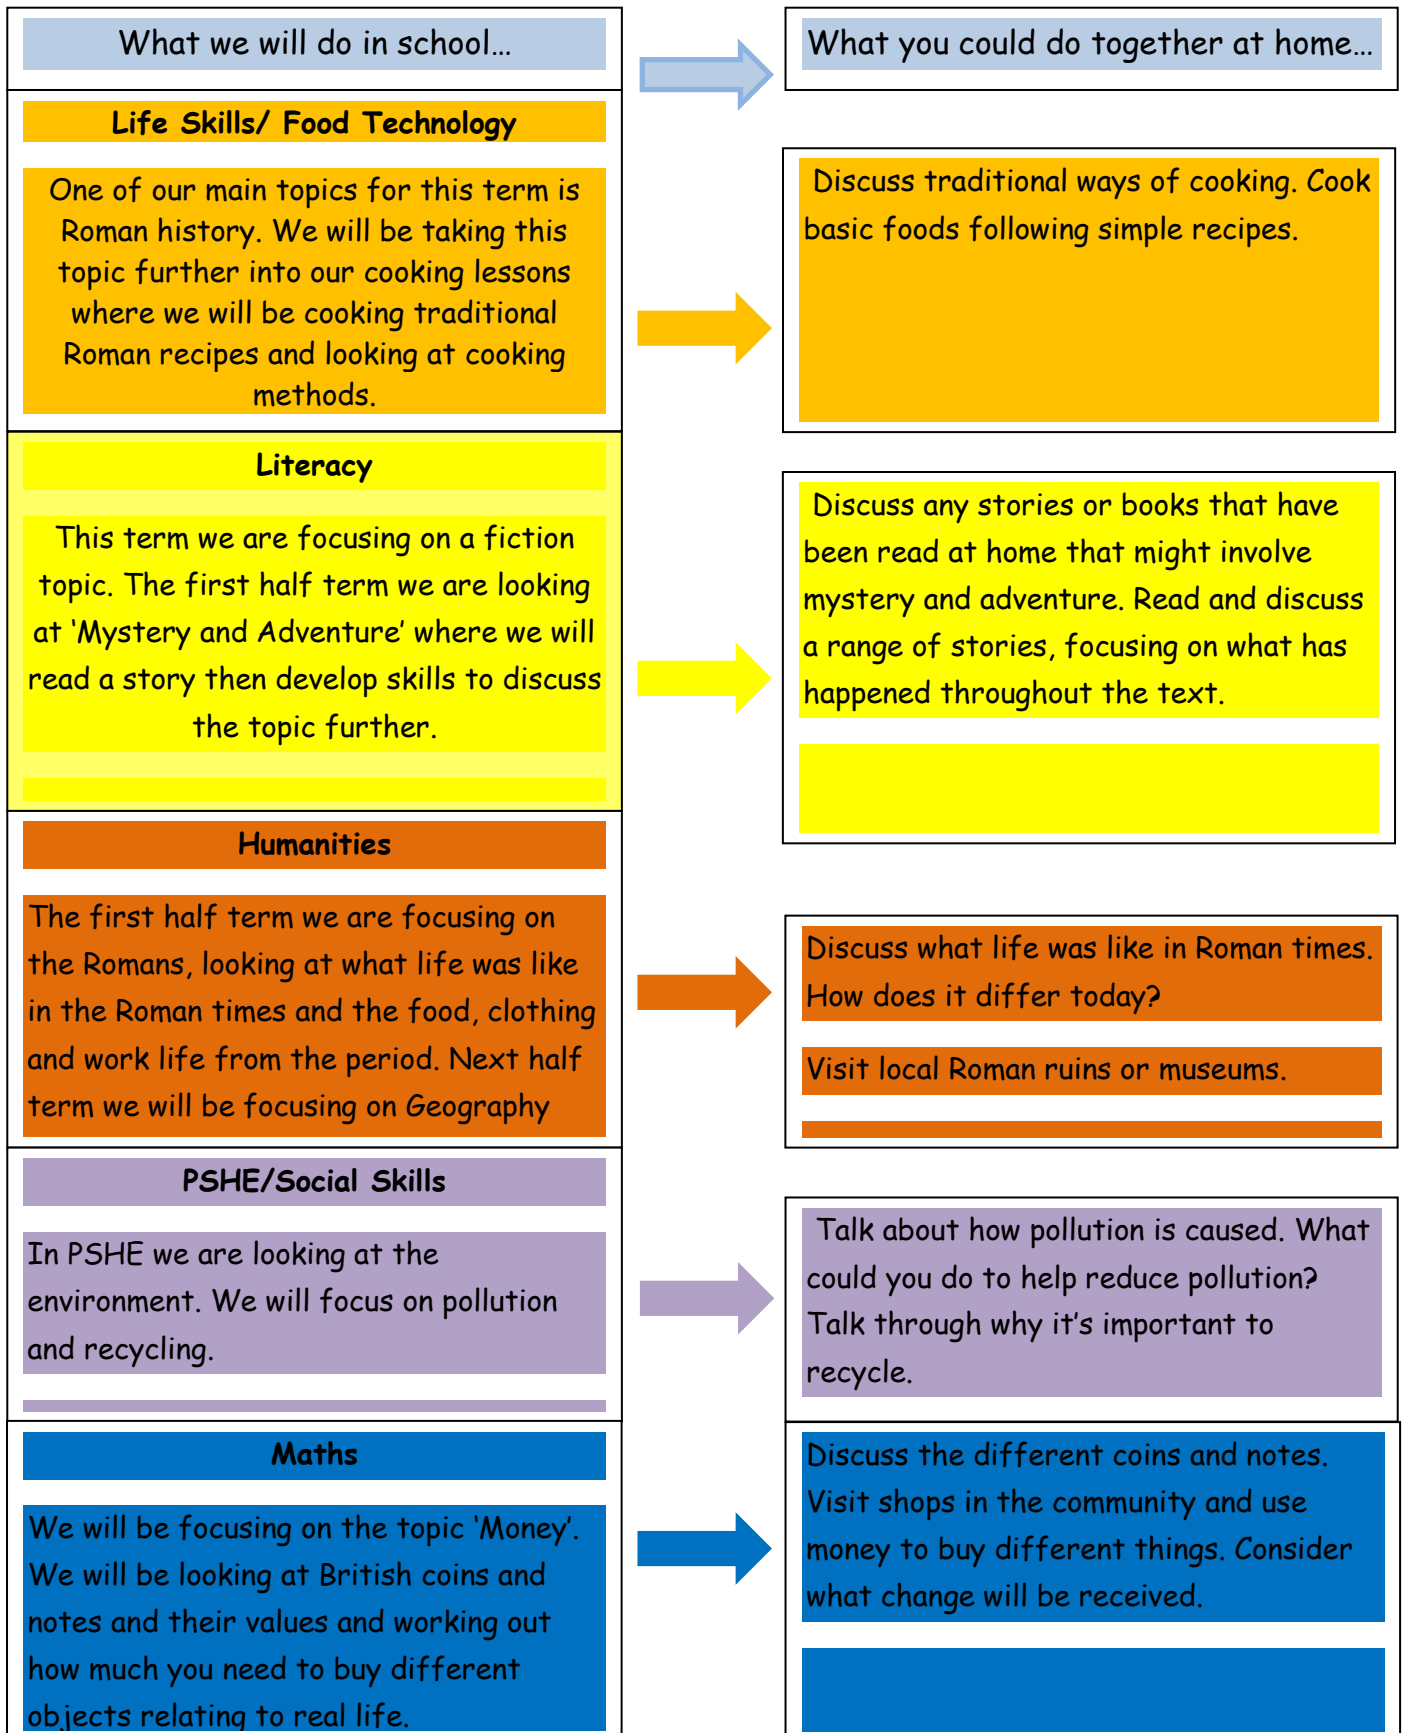 What we will do in school…
What you could do together at home…
Life Skills/ Food Technology
One of our main topics for this term is
Roman history. We will be taking this
topic further into our cooking lessons
where we will be cooking traditional
Roman recipes and looking at cooking
methods.
Discuss traditional ways of cooking. Cook
basic foods following simple recipes.
Literacy
This term we are focusing on a fiction
topic. The first half term we are looking
at ‘Mystery and Adventure’ where we will
read a story then develop skills to discuss
the topic further.
Discuss any stories or books that have
been read at home that might involve
mystery and adventure. Read and discuss
a range of stories, focusing on what has
happened throughout the text.
Humanities
The first half term we are focusing on
the Romans, looking at what life was like
in the Roman times and the food, clothing
and work life from the period. Next half
term we will be focusing on Geography
Discuss what life was like in Roman times.
How does it differ today?
Visit local Roman ruins or museums.
PSHE/Social Skills
In PSHE we are looking at the
environment. We will focus on pollution
and recycling.
Talk about how pollution is caused. What
could you do to help reduce pollution?
Talk through why it’s important to
recycle.
Maths
We will be focusing on the topic ‘Money’.
We will be looking at British coins and
notes and their values and working out
how much you need to buy different
objects relating to real life.
Discuss the different coins and notes.
Visit shops in the community and use
money to buy different things. Consider
what change will be received.